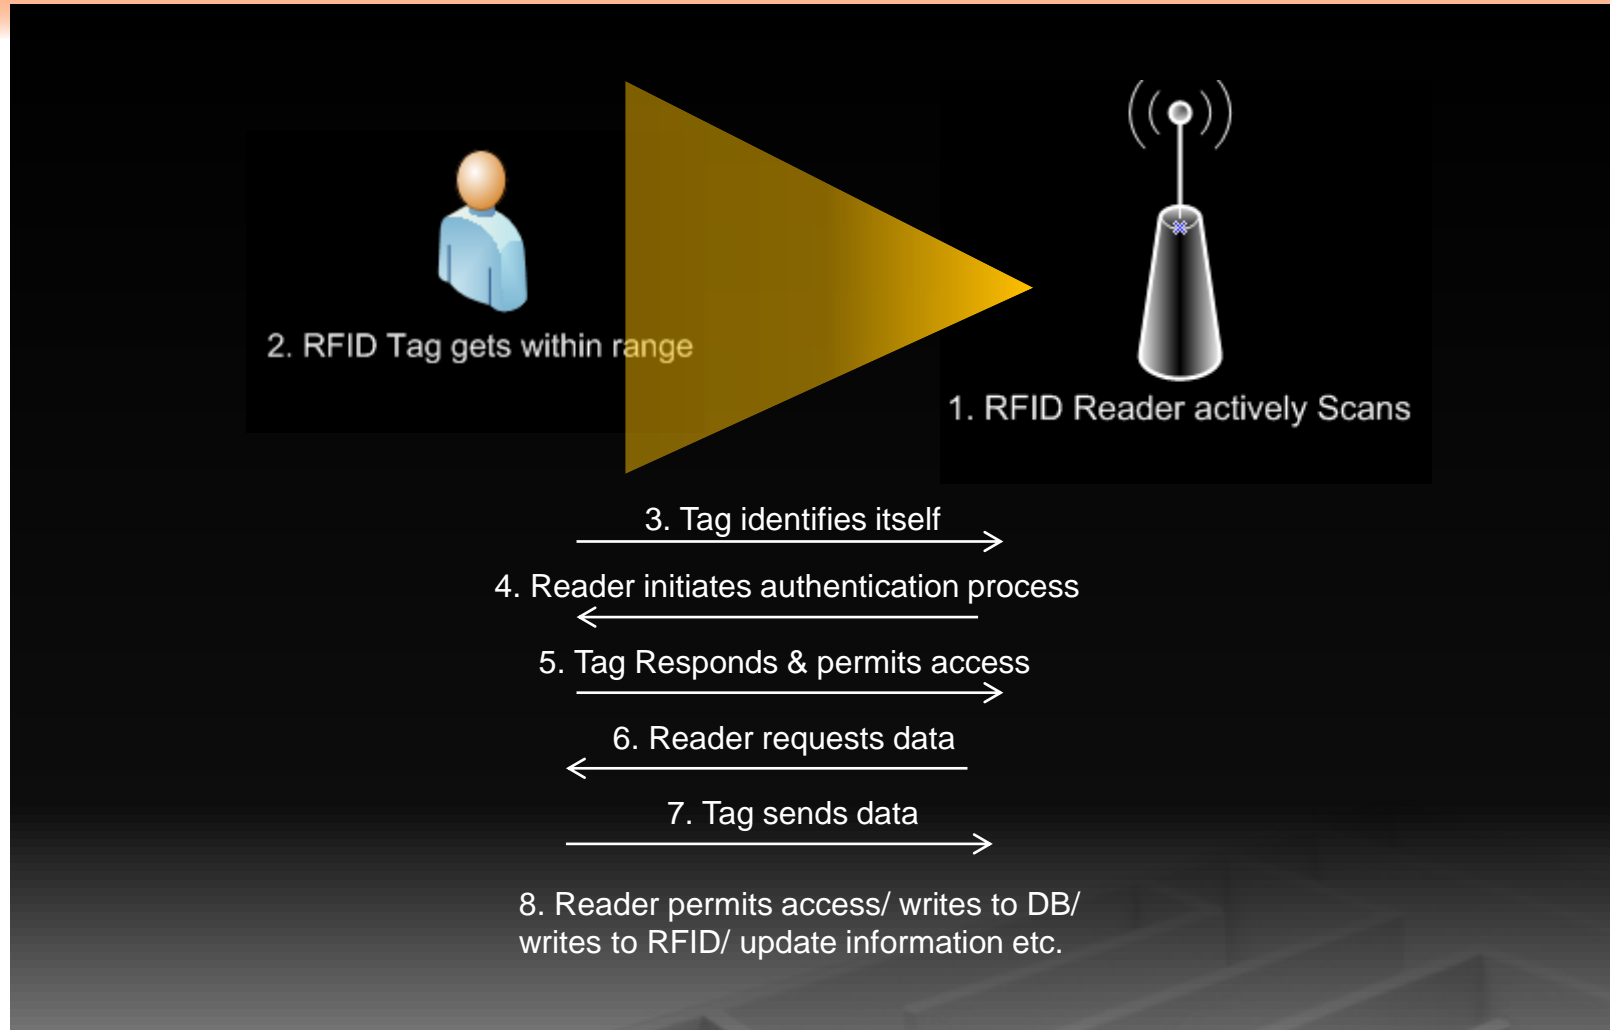 2. RFID Tag gets within range
1. RFID Reader actively Scans
3. Tag identifies itself
4. Reader initiates authentication process
5. Tag Responds & permits access
6. Reader requests data
7. Tag sends data
8. Reader permits access/ writes to DB/
writes to RFID/ update information etc.